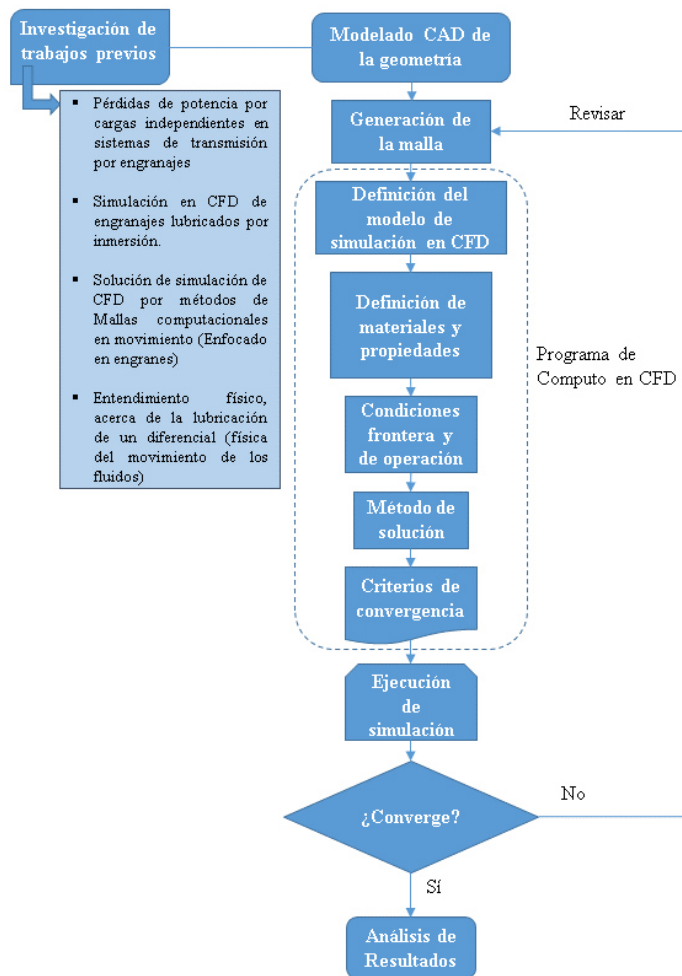 Investigación de
trabajos previos
Modelado CAD de
la geometría
▪ Pérdidas de potencia por
cargas independientes en
sistemas de transmisión
por engranajes
▪ Simulación en CFD de
engranajes lubricados por
inmersión.
▪ Solución de simulación de
CFD por métodos de
Mallas computacionales
en movimiento (Enfocado
en engranes)
▪ Entendimiento físico,
acerca de la lubricación
de un diferencial (física
del movimiento de los
fluidos)
Generación de
la malla
Revisar
Definición del
modelo de
simulación en CFD
Definición de
materiales y
propiedades
Programa de
Computo en CFD
Condiciones
frontera y
de operación
Método de
solución
Criterios de
convergencia
Ejecución
de
simulación
¿Converge?
No
Sí
Análisis de
Resultados